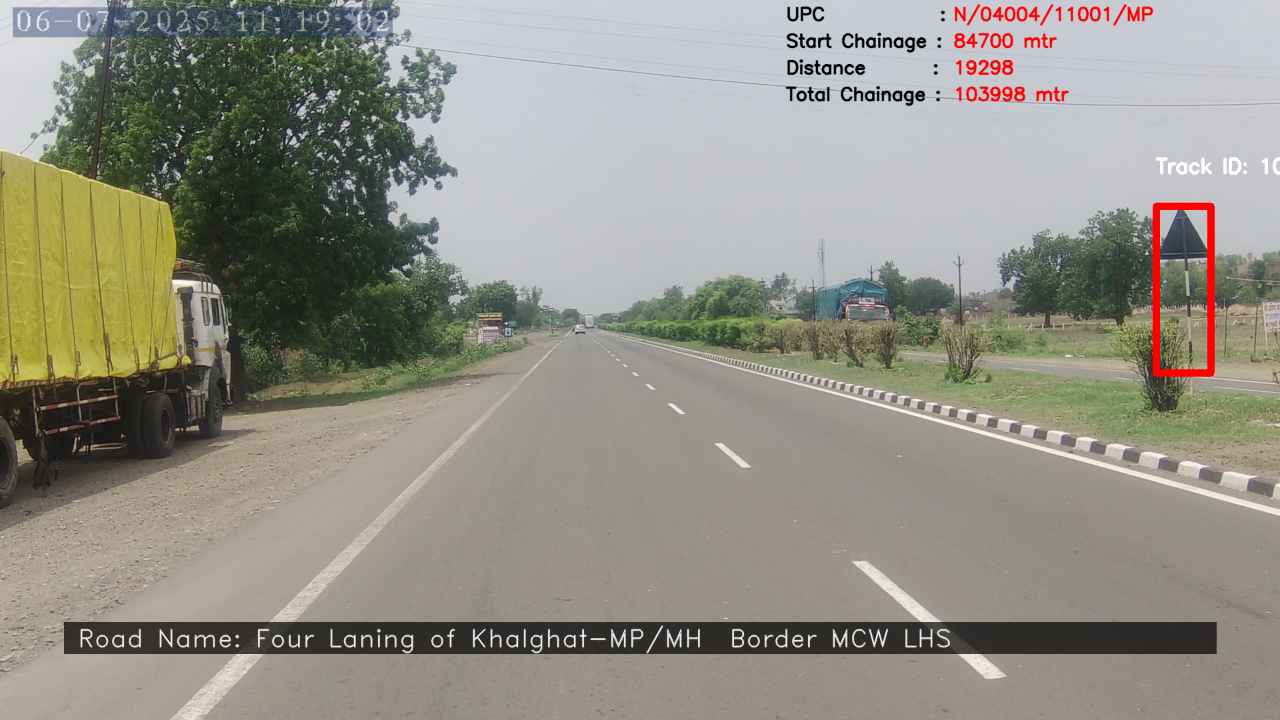 06-07-2025 11:19:02
UPC : N/04004/11001/MP
Start Chainage : 84700 mtr
Distance : 19298
Total Chainage : 103998 mtr
Track ID: 10
Road Name: Four Laning of Khalghat-MP/MH Border MCW LHS